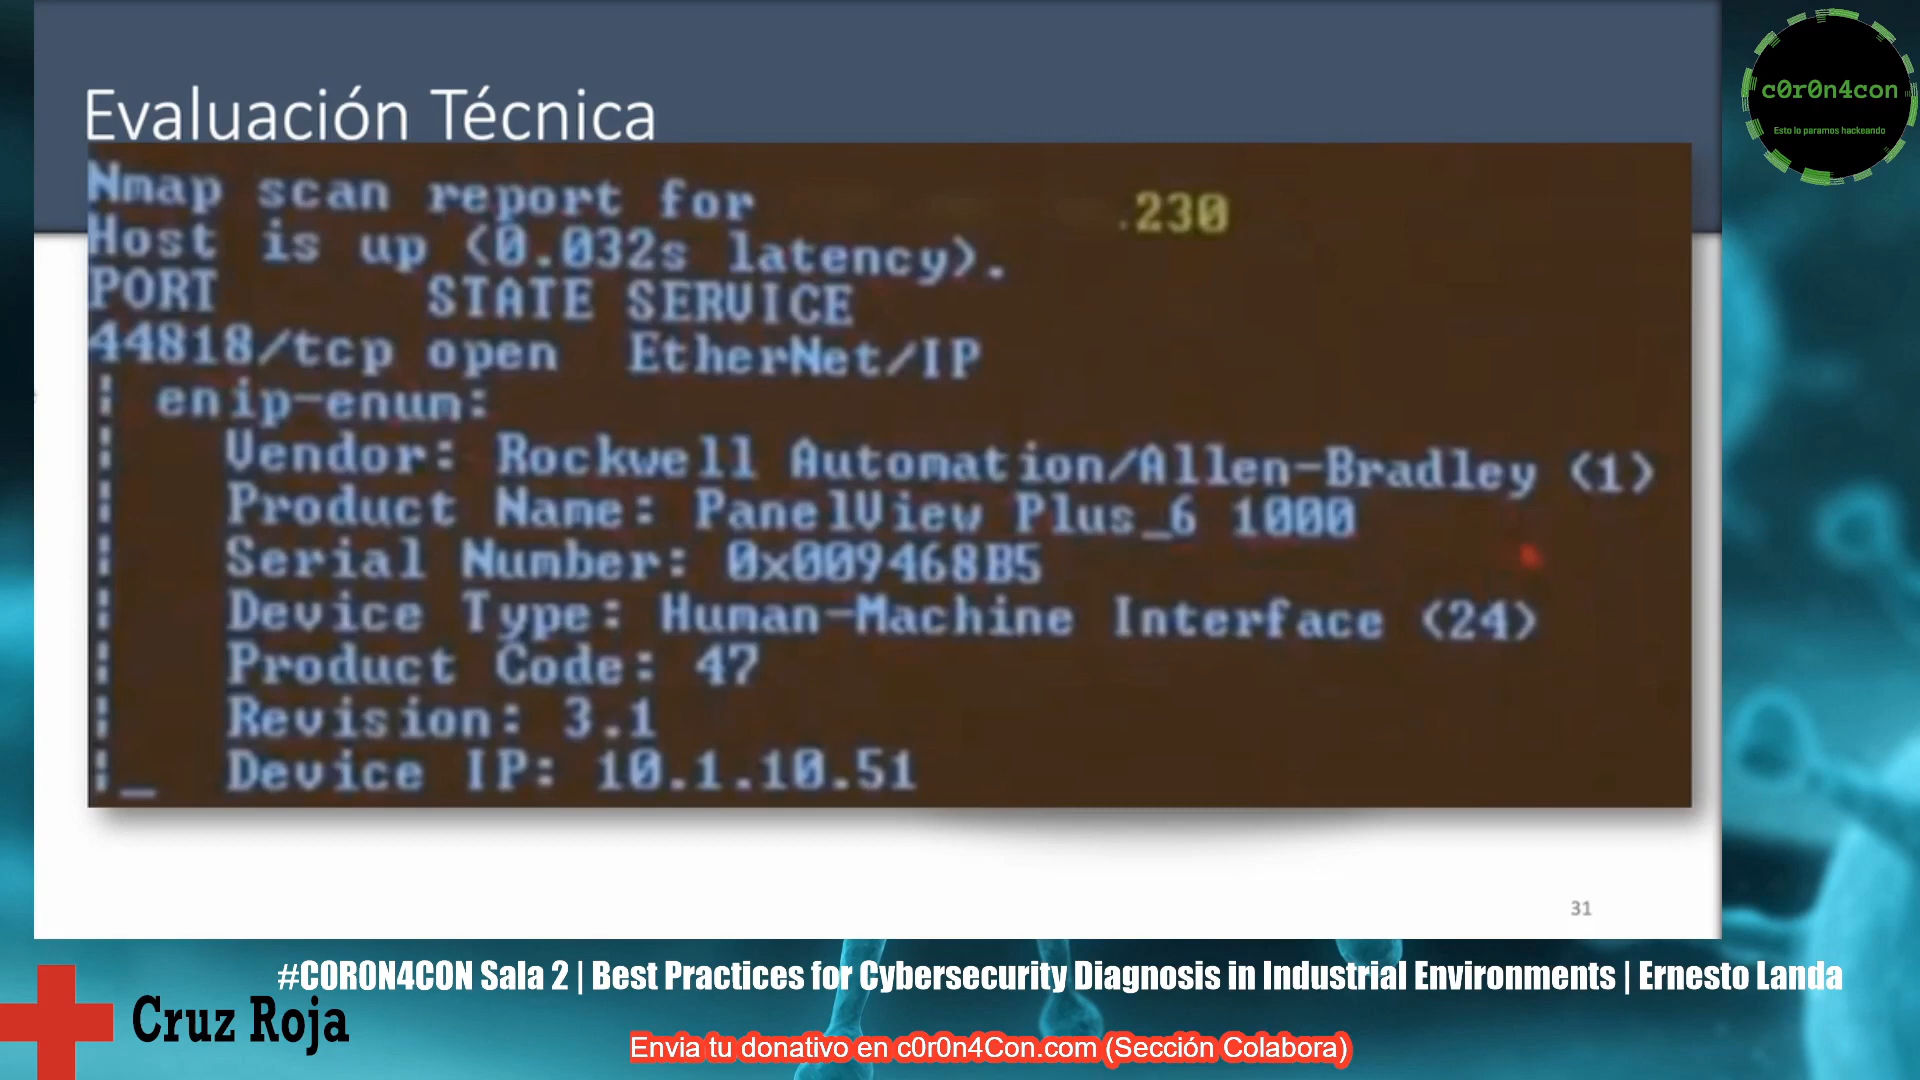 Evaluación Técnica
Nmap scan report for .230
Host is up (0.032s latency).
PORT STATE SERVICE
44818/tcp open EtherNet/IP
| enip-enum:
| Vendor: Rockwell Automation/Allen-Bradley (1)
| Product Name: PanelView Plus_6 1000
| Serial Number: 0x009468B5
| Device Type: Human-Machine Interface (24)
| Product Code: 47
| Revision: 3.1
|_ Device IP: 10.1.10.51
31
c0r0n4con
Esto lo paramos hackeando
#C0R0N4CON Sala 2 | Best Practices for Cybersecurity Diagnosis in Industrial Environments | Ernesto Landa
Cruz Roja
Envia tu donativo en c0r0n4Con.com (Sección Colabora)